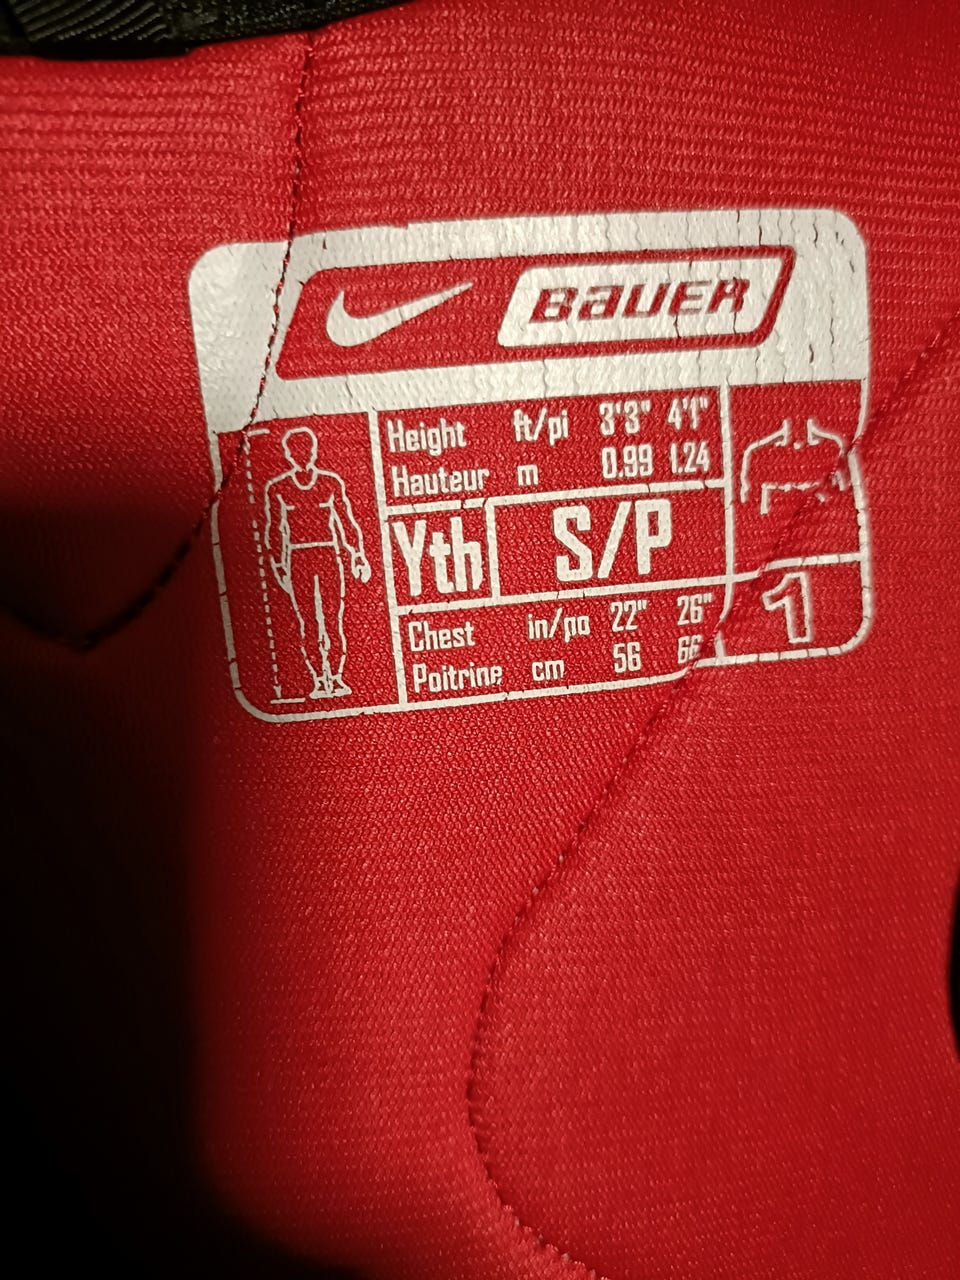 BAUER
Height ft/pi 3'3" 4'1"
Hauteur m 0.99 1.24
Yth S/P
1
Chest in/po 22" 26"
Poitrine cm 56 66